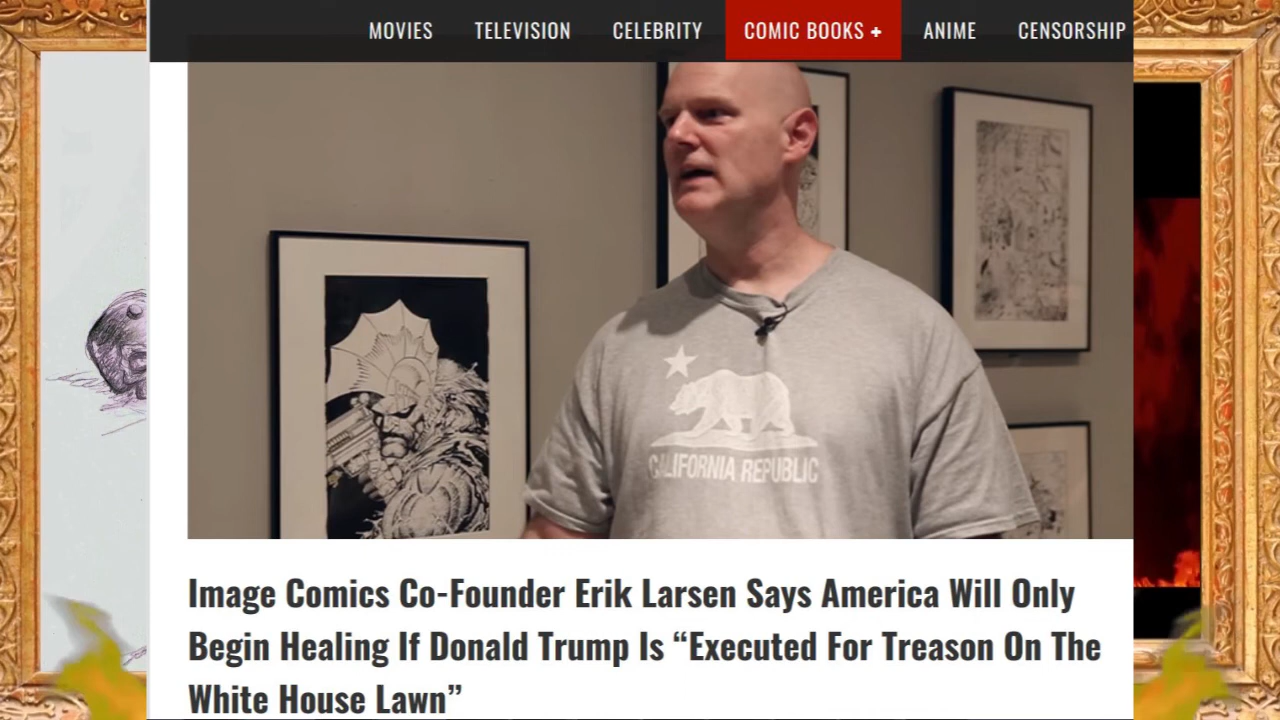 MOVIES TELEVISION CELEBRITY COMIC BOOKS + ANIME CENSORSHIP
CALIFORNIA REPUBLIC
Image Comics Co-Founder Erik Larsen Says America Will Only
Begin Healing If Donald Trump Is “Executed For Treason On The
White House Lawn”